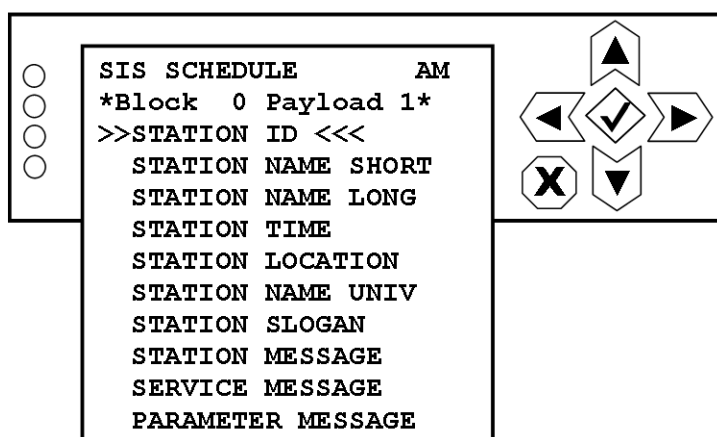 SIS SCHEDULE AM
*Block 0 Payload 1*
>>STATION ID <<<
STATION NAME SHORT
STATION NAME LONG
STATION TIME
STATION LOCATION
STATION NAME UNIV
STATION SLOGAN
STATION MESSAGE
SERVICE MESSAGE
PARAMETER MESSAGE
X